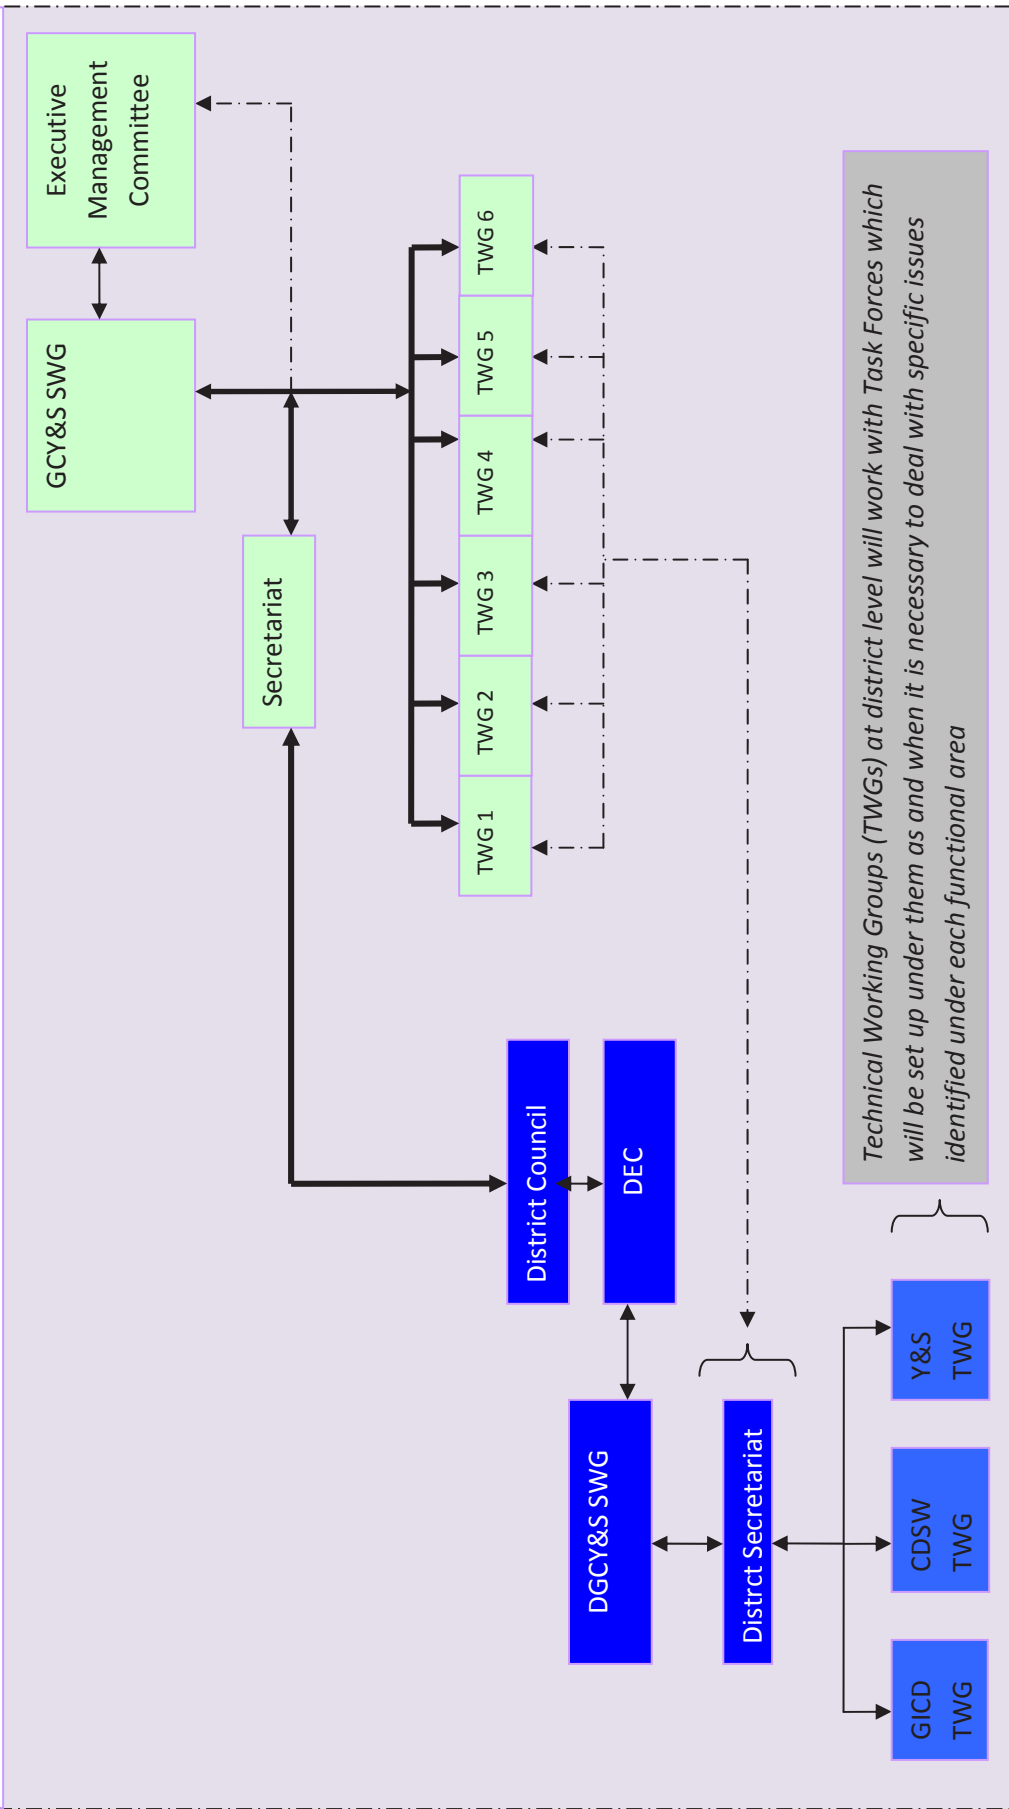 Executive
Management
Committee
GCY&S SWG
Secretariat
TWG 1
TWG 2
TWG 3
TWG 4
TWG 5
TWG 6
District Council
DEC
DGCY&S SWG
Distrct Secretariat
GICD
TWG
CDSW
TWG
Y&S
TWG
Technical Working Groups (TWGs) at district level will work with Task Forces which
will be set up under them as and when it is necessary to deal with specific issues
identified under each functional area